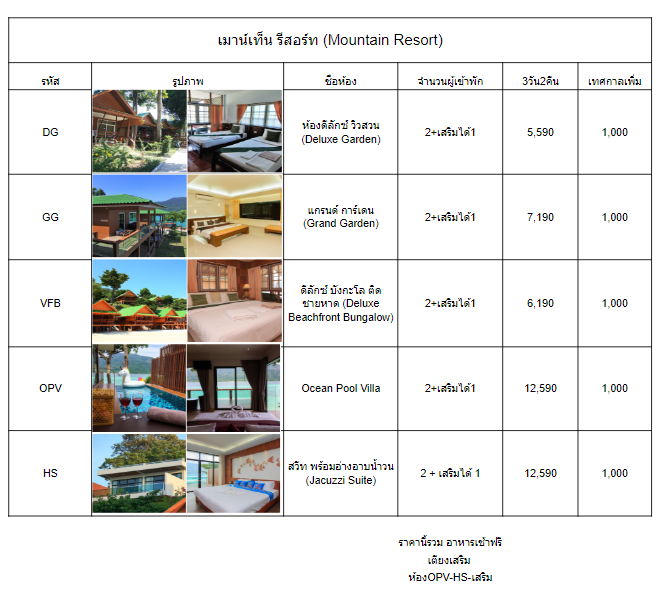 เมาน์เท็น รีสอร์ท (Mountain Resort)
รหัส รูปภาพ ชื่อห้อง จำนวนผู้เข้าพัก 3วัน2คืน เทศกาลเพิ่ม
DG ห้องดีลักซ์ วิวสวน (Deluxe Garden) 2+เสริมได้1 5,590 1,000
GG แกรนด์ การ์เดน (Grand Garden) 2+เสริมได้1 7,190 1,000
VFB ดีลักซ์ บังกะโล ติดชายหาด (Deluxe Beachfront Bungalow) 2+เสริมได้1 6,190 1,000
OPV Ocean Pool Villa 2+เสริมได้1 12,590 1,000
HS สวีท พร้อมอ่างอาบน้ำวน (Jacuzzi Suite) 2 + เสริมได้ 1 12,590 1,000
ราคานี้รวม อาหารเช้าฟรี
เตียงเสริม
ห้องOPV-HS-เสริม